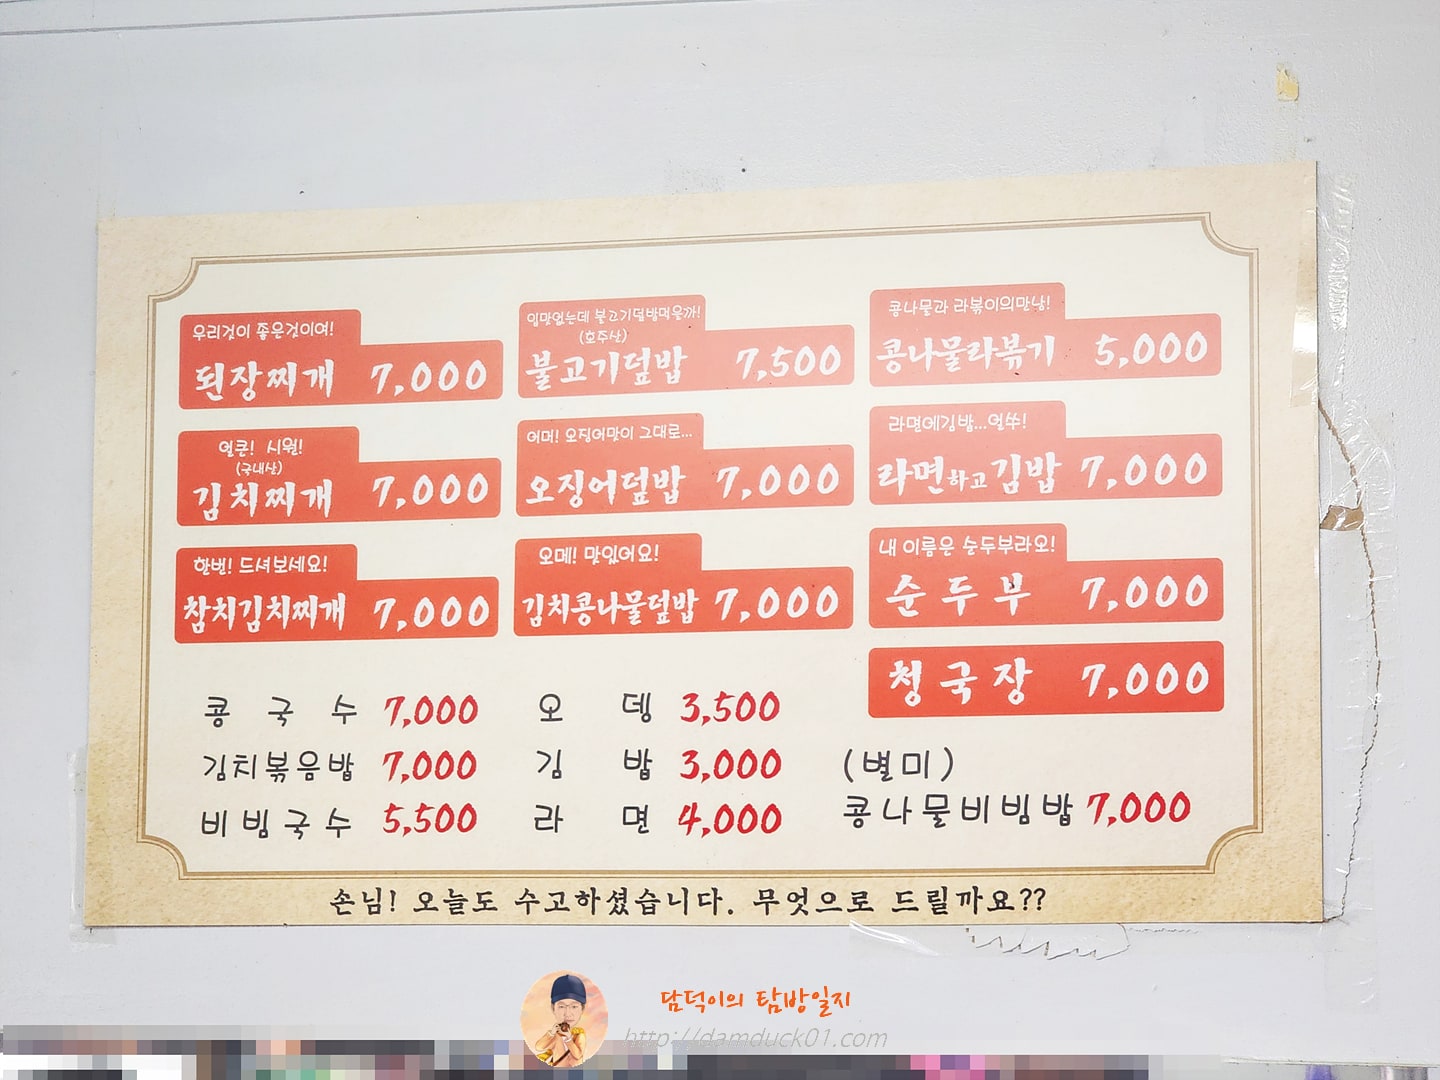 우리것이 좋은것이여!
된장찌개 7,000
얼큰! 시원!
(국내산)
김치찌개 7,000
한번! 드셔보세요!
참치김치찌개 7,000
입맛없는데 불고기덮밥먹을까!
(호주산)
불고기덮밥 7,500
어머! 오징어맛이 그대로...
오징어덮밥 7,000
오메! 맛있어요!
김치콩나물덮밥 7,000
콩나물과 라볶이의만남!
콩나물라볶기 5,000
라면에김밥...얼쑤!
라면하고김밥 7,000
내 이름은 순두부라오!
순두부 7,000
청국장 7,000
콩국수 7,000
김치볶음밥 7,000
비빔국수 5,500
오뎅 3,500
김밥 3,000
라면 4,000
(별미)
콩나물비빔밥 7,000
손님! 오늘도 수고하셨습니다. 무엇으로 드릴까요??
담덕이의 탐방일지
http://damduck01.com